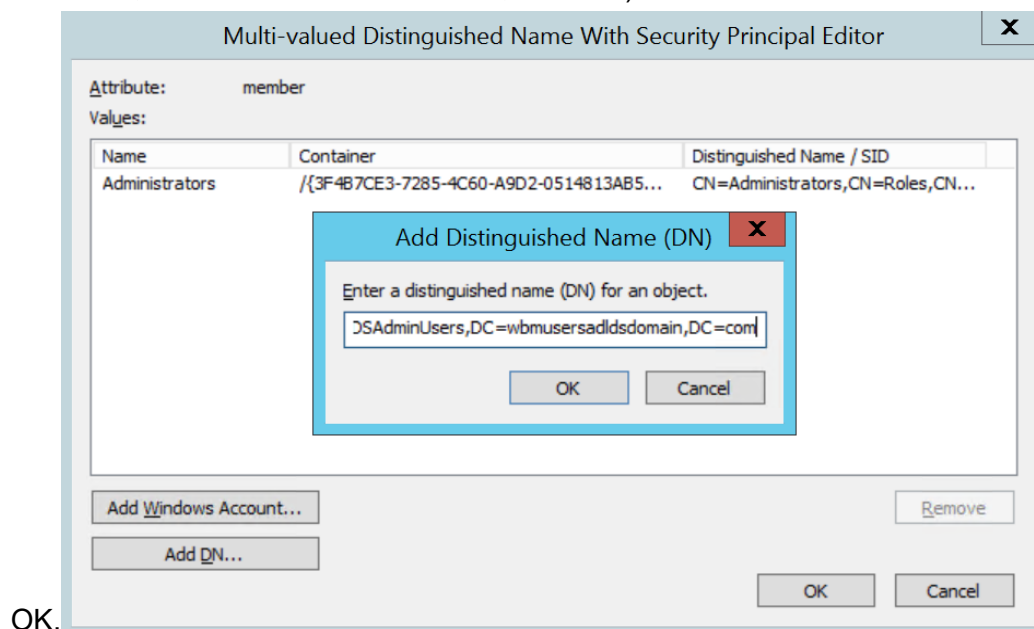 Multi-valued Distinguished Name With Security Principal Editor
X
Attribute: member
Values:
Name Container Distinguished Name / SID
Administrators /{3F4B7CE3-7285-4C60-A9D2-0514813AB5... CN=Administrators,CN=Roles,CN...
Add Distinguished Name (DN)
X
Enter a distinguished name (DN) for an object.
DSAdminUsers,DC=wbmusersadldsdomain,DC=com
OK Cancel
Add Windows Account... Remove
Add DN...
OK Cancel
OK.